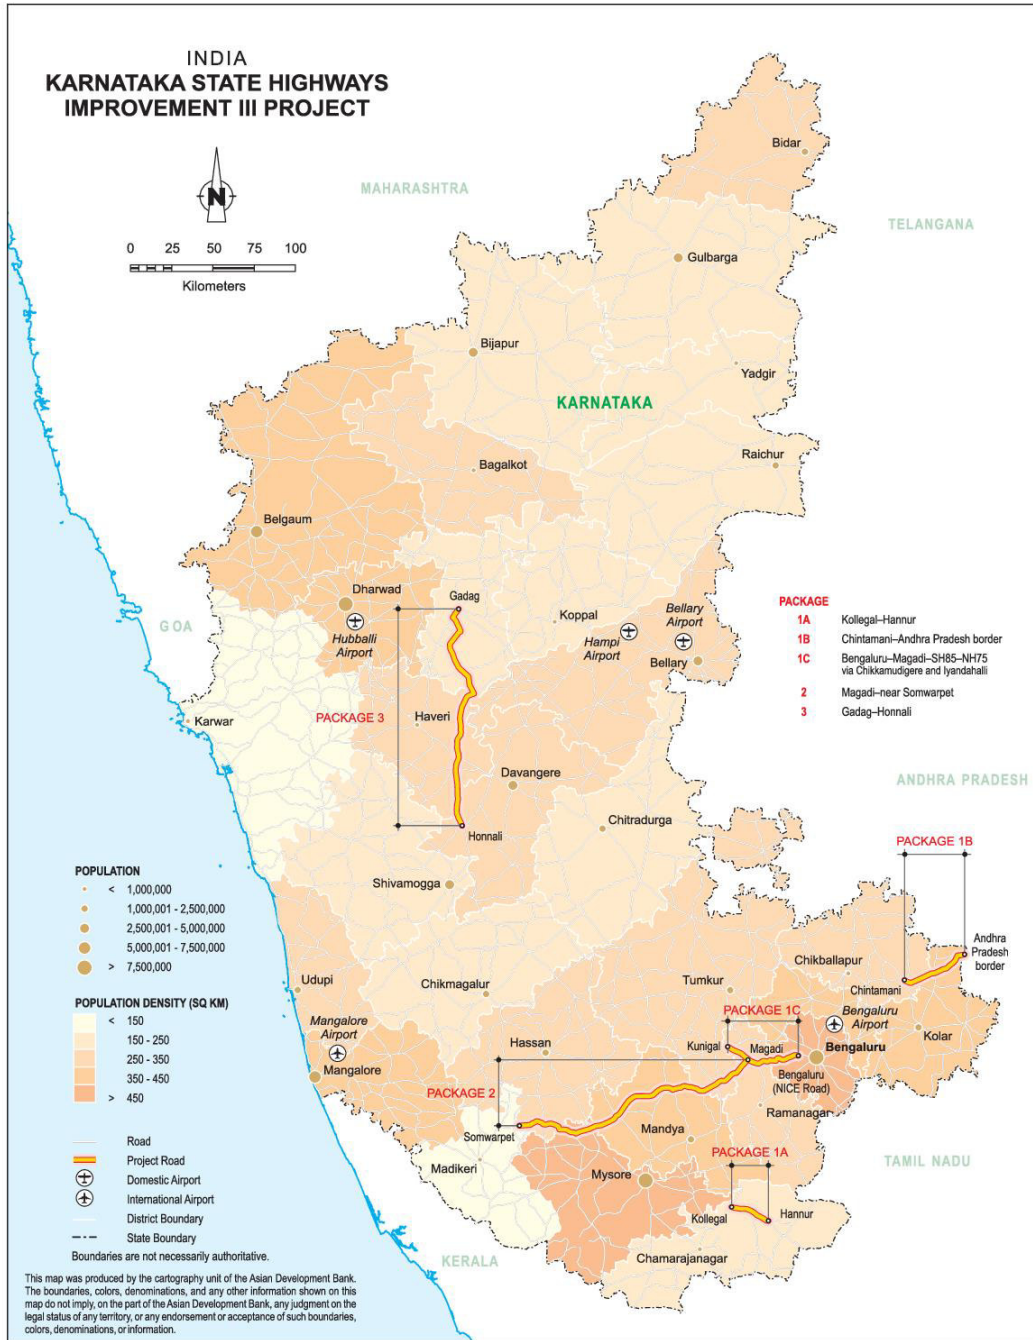 INDIA
KARNATAKA STATE HIGHWAYS
IMPROVEMENT III PROJECT
N
0 25 50 75 100
Kilometers
MAHARASHTRA
TELANGANA
Bidar
Gulbarga
Bijapur
Yadgir
KARNATAKA
Raichur
Bagalkot
Belgaum
Dharwad
Gadag
Koppal
Bellary
Airport
GOA
Hubballi
Airport
Hampi
Airport
Bellary
PACKAGE
1A Kollegal–Hannur
1B Chintamani–Andhra Pradesh border
1C Bengaluru–Magadi–SH85–NH75
via Chikkamudigere and Iyandahalli
2 Magadi–near Somwarpet
3 Gadag–Honnali
PACKAGE 3
Haveri
Karwar
Davangere
ANDHRA PRADESH
Chitradurga
Honnali
PACKAGE 1B
Shivamogga
POPULATION
< 1,000,000
1,000,001 - 2,500,000
2,500,001 - 5,000,000
5,000,001 - 7,500,000
> 7,500,000
Andhra
Pradesh
border
Chikballapur
Chintamani
Udupi
Chikmagalur
Tumkur
POPULATION DENSITY (SQ KM)
< 150
150 - 250
250 - 350
350 - 450
> 450
Mangalore
Airport
Mangalore
PACKAGE 1C
Bengaluru
Airport
Kolar
Hassan
Kunigal
Magadi
Bengaluru
Bengaluru
(NICE Road)
PACKAGE 2
Ramanagar
Somwarpet
Mandya
Madikeri
PACKAGE 1A
TAMIL NADU
Mysore
Kollegal
Hannur
Chamarajanagar
KERALA
Road
Project Road
Domestic Airport
International Airport
District Boundary
State Boundary
Boundaries are not necessarily authoritative.
This map was produced by the cartography unit of the Asian Development Bank.
The boundaries, colors, denominations, and any other information shown on this
map do not imply, on the part of the Asian Development Bank, any judgment on the
legal status of any territory, or any endorsement or acceptance of such boundaries,
colors, denominations, or information.